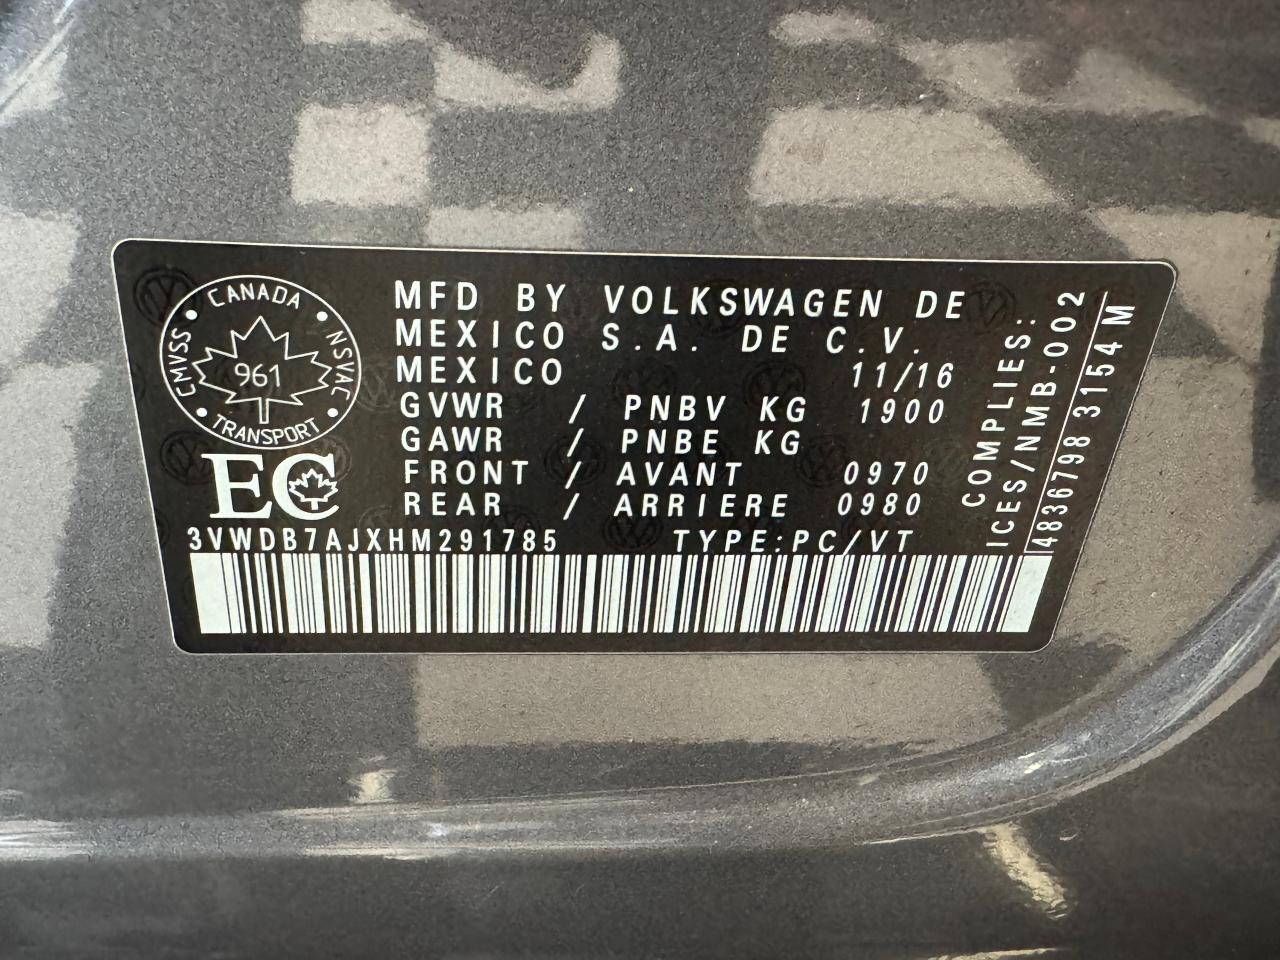 CANADA
CMVSS
NSVAC
961
TRANSPORT
EC
MFD BY VOLKSWAGEN DE
MEXICO S.A. DE C.V.
MEXICO 11/16
GVWR / PNBV KG 1900
GAWR / PNBE KG
FRONT / AVANT 0970
REAR / ARRIERE 0980
3VWDB7AJXHM291785 TYPE:PC/VT
COMPLIES:
ICES/NMB-002
4836798 3154 M